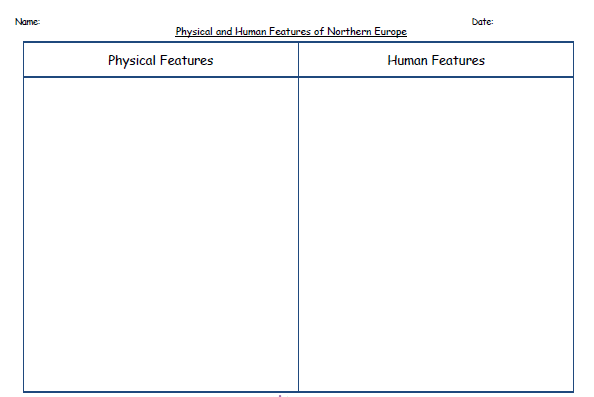 Name:
Date:
Physical and Human Features of Northern Europe
Physical Features
Human Features